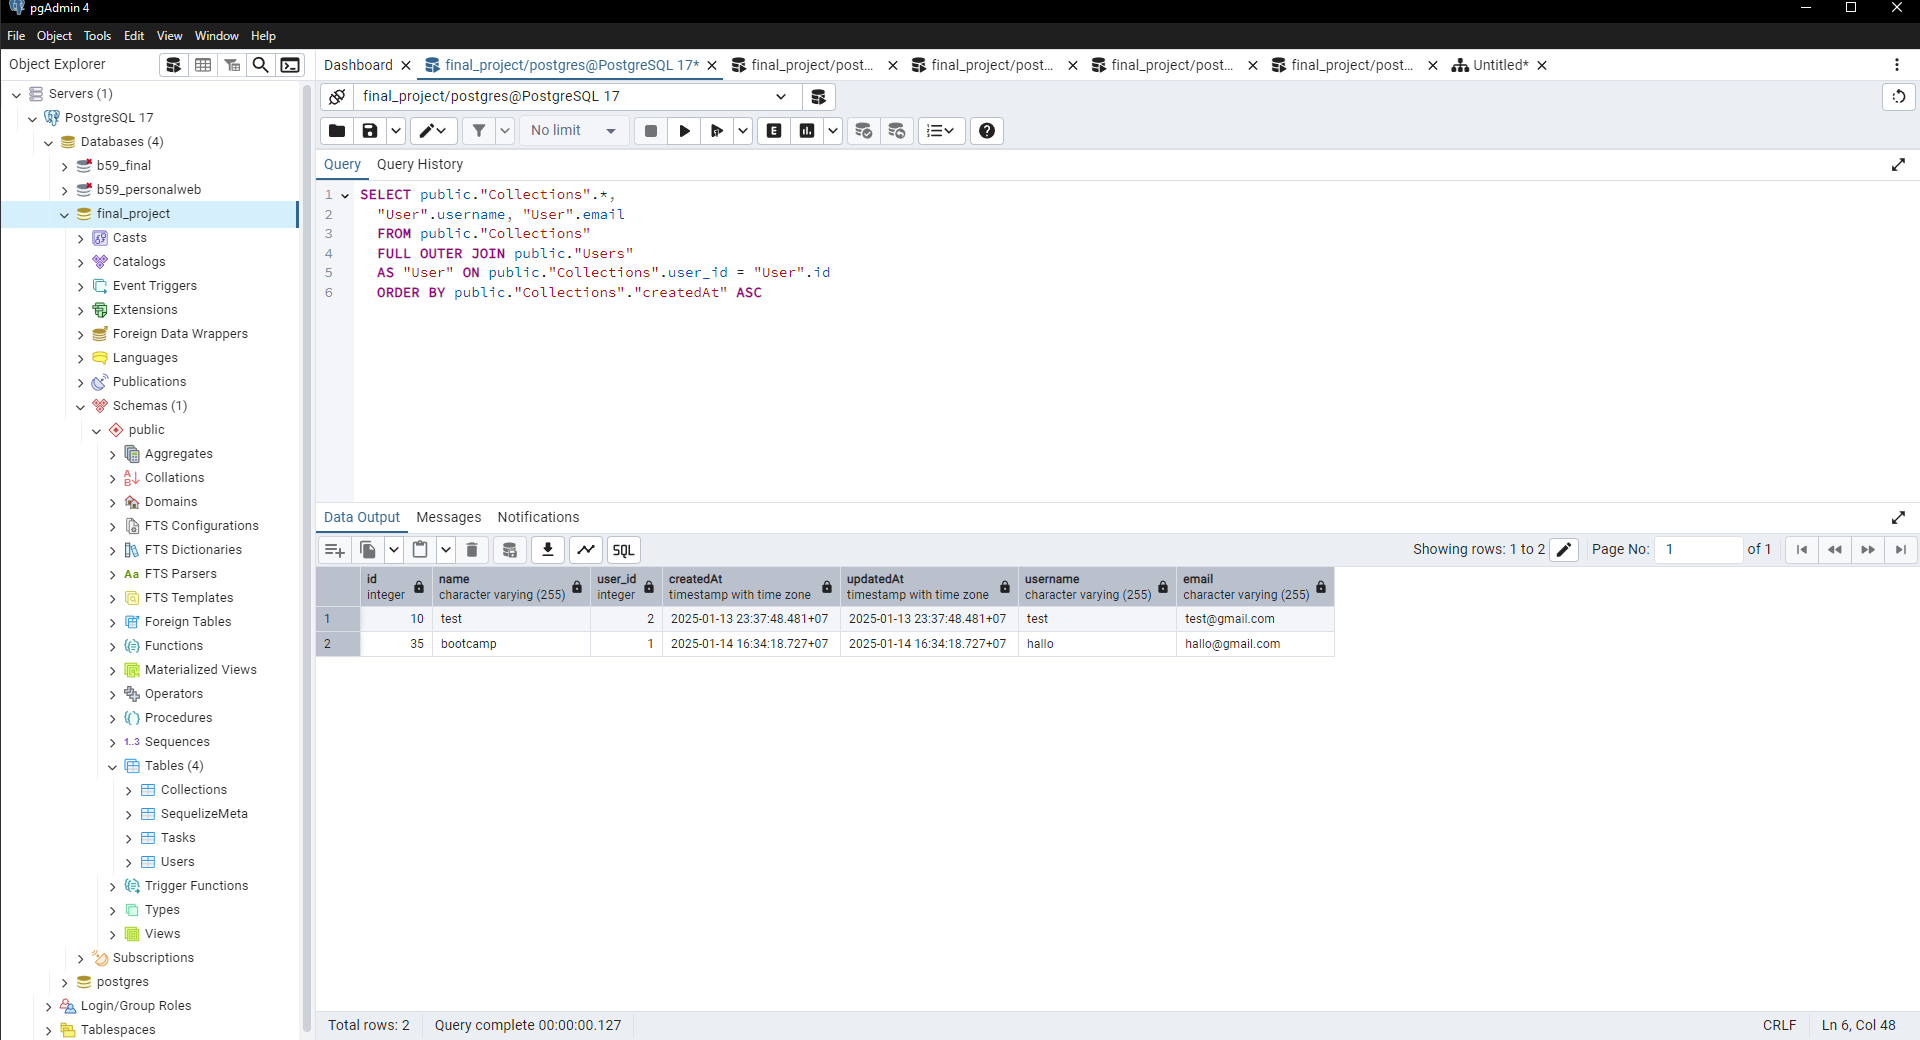 pgAdmin 4
File Object Tools Edit View Window Help
Object Explorer
Dashboard final_project/postgres@PostgreSQL 17* final_project/post... final_project/post... final_project/post... final_project/post... Untitled*
Servers (1)
PostgreSQL 17
Databases (4)
b59_final
b59_personalweb
final_project
Casts
Catalogs
Event Triggers
Extensions
Foreign Data Wrappers
Languages
Publications
Schemas (1)
public
Aggregates
Collations
Domains
FTS Configurations
FTS Dictionaries
FTS Parsers
FTS Templates
Foreign Tables
Functions
Materialized Views
Operators
Procedures
1..3 Sequences
Tables (4)
Collections
SequelizeMeta
Tasks
Users
Trigger Functions
Types
Views
Subscriptions
postgres
Login/Group Roles
Tablespaces
final_project/postgres@PostgreSQL 17
No limit
Query Query History
1 SELECT public."Collections".*,
2 "User".username, "User".email
3 FROM public."Collections"
4 FULL OUTER JOIN public."Users"
5 AS "User" ON public."Collections".user_id = "User".id
6 ORDER BY public."Collections"."createdAt" ASC
Data Output Messages Notifications
SQL Showing rows: 1 to 2 Page No: 1 of 1
id name user_id createdAt updatedAt username email
integer character varying (255) integer timestamp with time zone timestamp with time zone character varying (255) character varying (255)
1 10 test 2 2025-01-13 23:37:48.481+07 2025-01-13 23:37:48.481+07 test test@gmail.com
2 35 bootcamp 1 2025-01-14 16:34:18.727+07 2025-01-14 16:34:18.727+07 hallo hallo@gmail.com
Total rows: 2 Query complete 00:00:00.127 CRLF Ln 6, Col 48